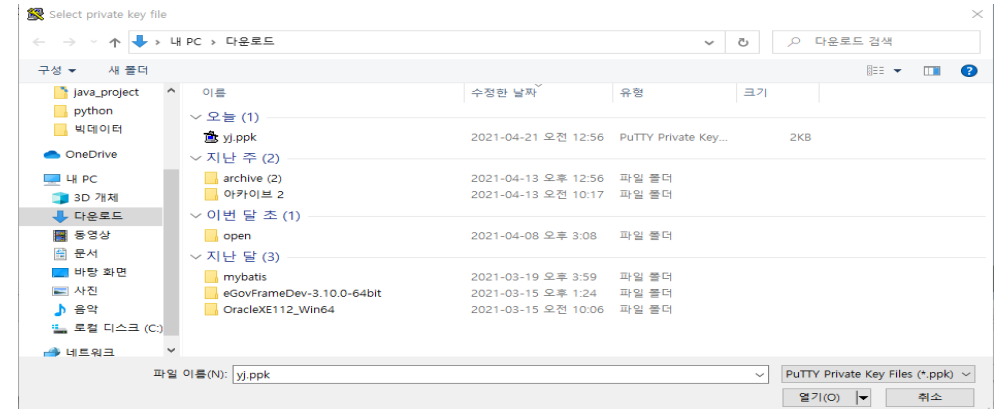 Select private key file
내 PC › 다운로드
다운로드 검색
구성 새 폴더
java_project
python
빅데이터
OneDrive
내 PC
3D 개체
다운로드
동영상
문서
바탕 화면
사진
음악
로컬 디스크 (C:)
네트워크
이름 수정한 날짜 유형 크기
오늘 (1)
yj.ppk 2021-04-21 오전 12:56 PuTTY Private Key... 2KB
지난 주 (2)
archive (2) 2021-04-13 오후 12:56 파일 폴더
아카이브 2 2021-04-13 오전 10:17 파일 폴더
이번 달 초 (1)
open 2021-04-08 오후 3:08 파일 폴더
지난 달 (3)
mybatis 2021-03-19 오후 3:59 파일 폴더
eGovFrameDev-3.10.0-64bit 2021-03-15 오후 1:24 파일 폴더
OracleXE112_Win64 2021-03-15 오전 10:06 파일 폴더
파일 이름(N): yj.ppk PuTTY Private Key Files (*.ppk)
열기(O) 취소